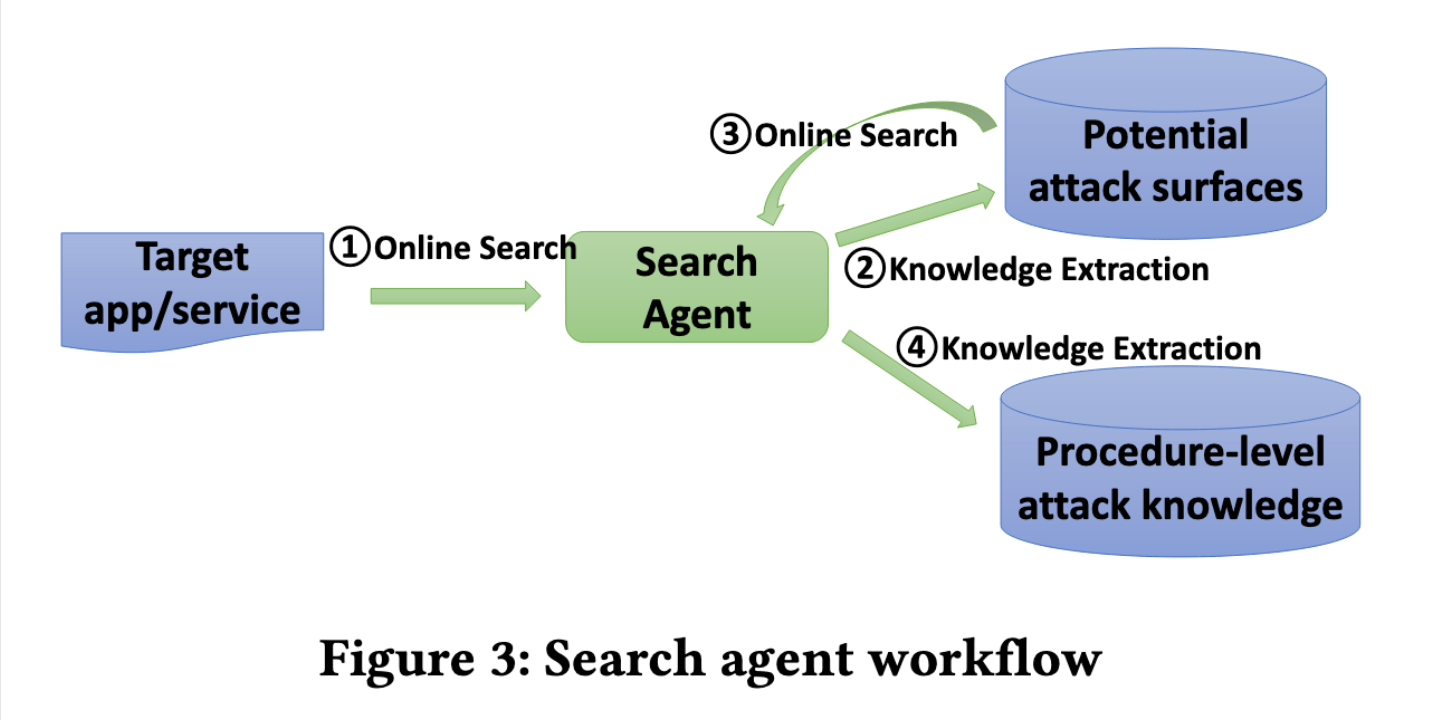 ③Online Search
Potential
attack surfaces
Target
app/service
①Online Search
Search
Agent
②Knowledge Extraction
④Knowledge Extraction
Procedure-level
attack knowledge
Figure 3: Search agent workflow